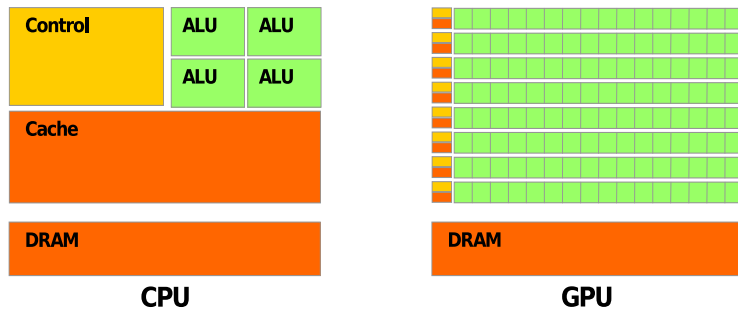 Control
ALU
ALU
ALU
ALU
Cache
DRAM
DRAM
CPU
GPU